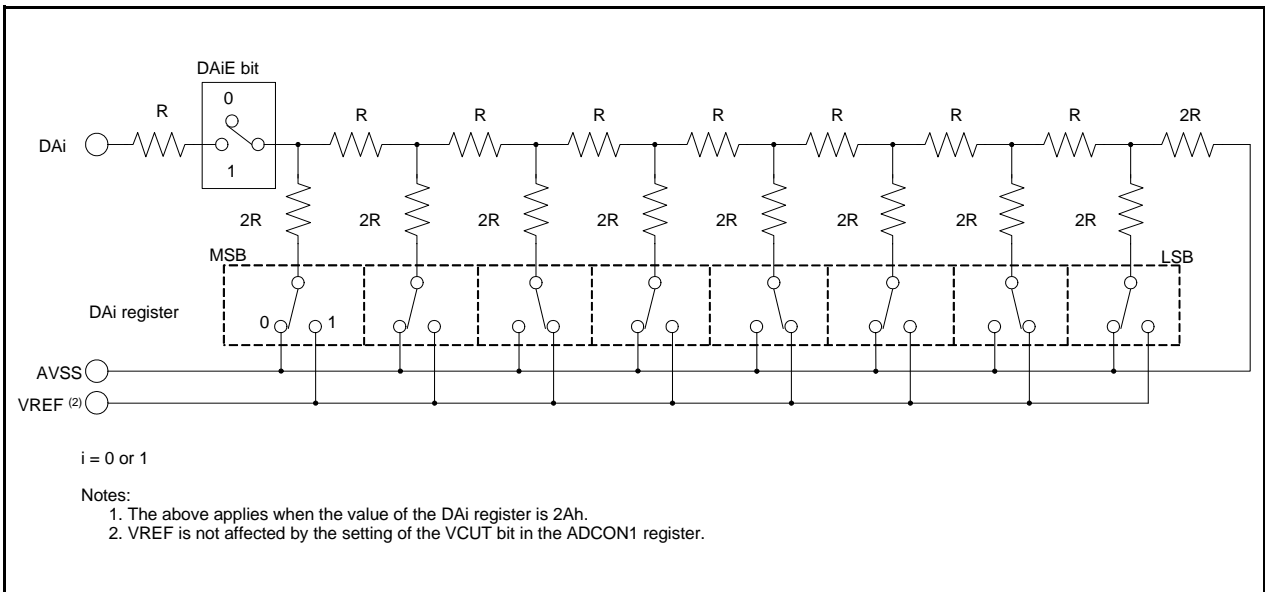 DAiE bit
0
R R R R R R R R 2R
DAi
1
2R 2R 2R 2R 2R 2R 2R 2R
MSB LSB
DAi register
0 1
AVSS
VREF (2)
i = 0 or 1
Notes:
1. The above applies when the value of the DAi register is 2Ah.
2. VREF is not affected by the setting of the VCUT bit in the ADCON1 register.